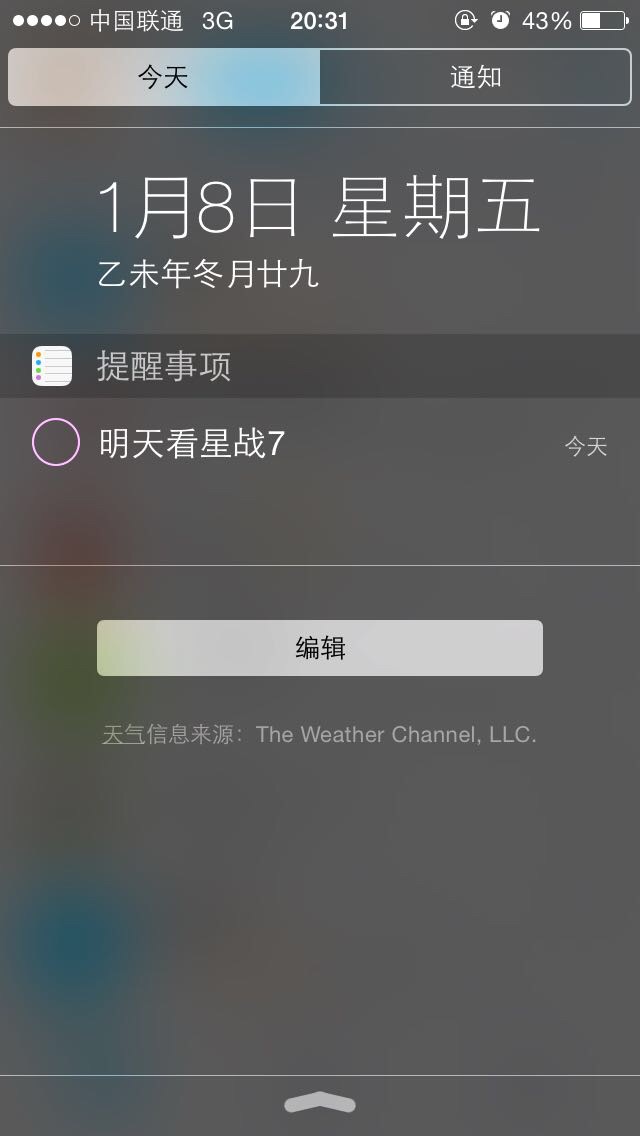 中国联通 3G 20:31 43%
今天 通知
1月8日 星期五
乙未年冬月廿九
提醒事项
明天看星战7 今天
编辑
天气信息来源：The Weather Channel, LLC.